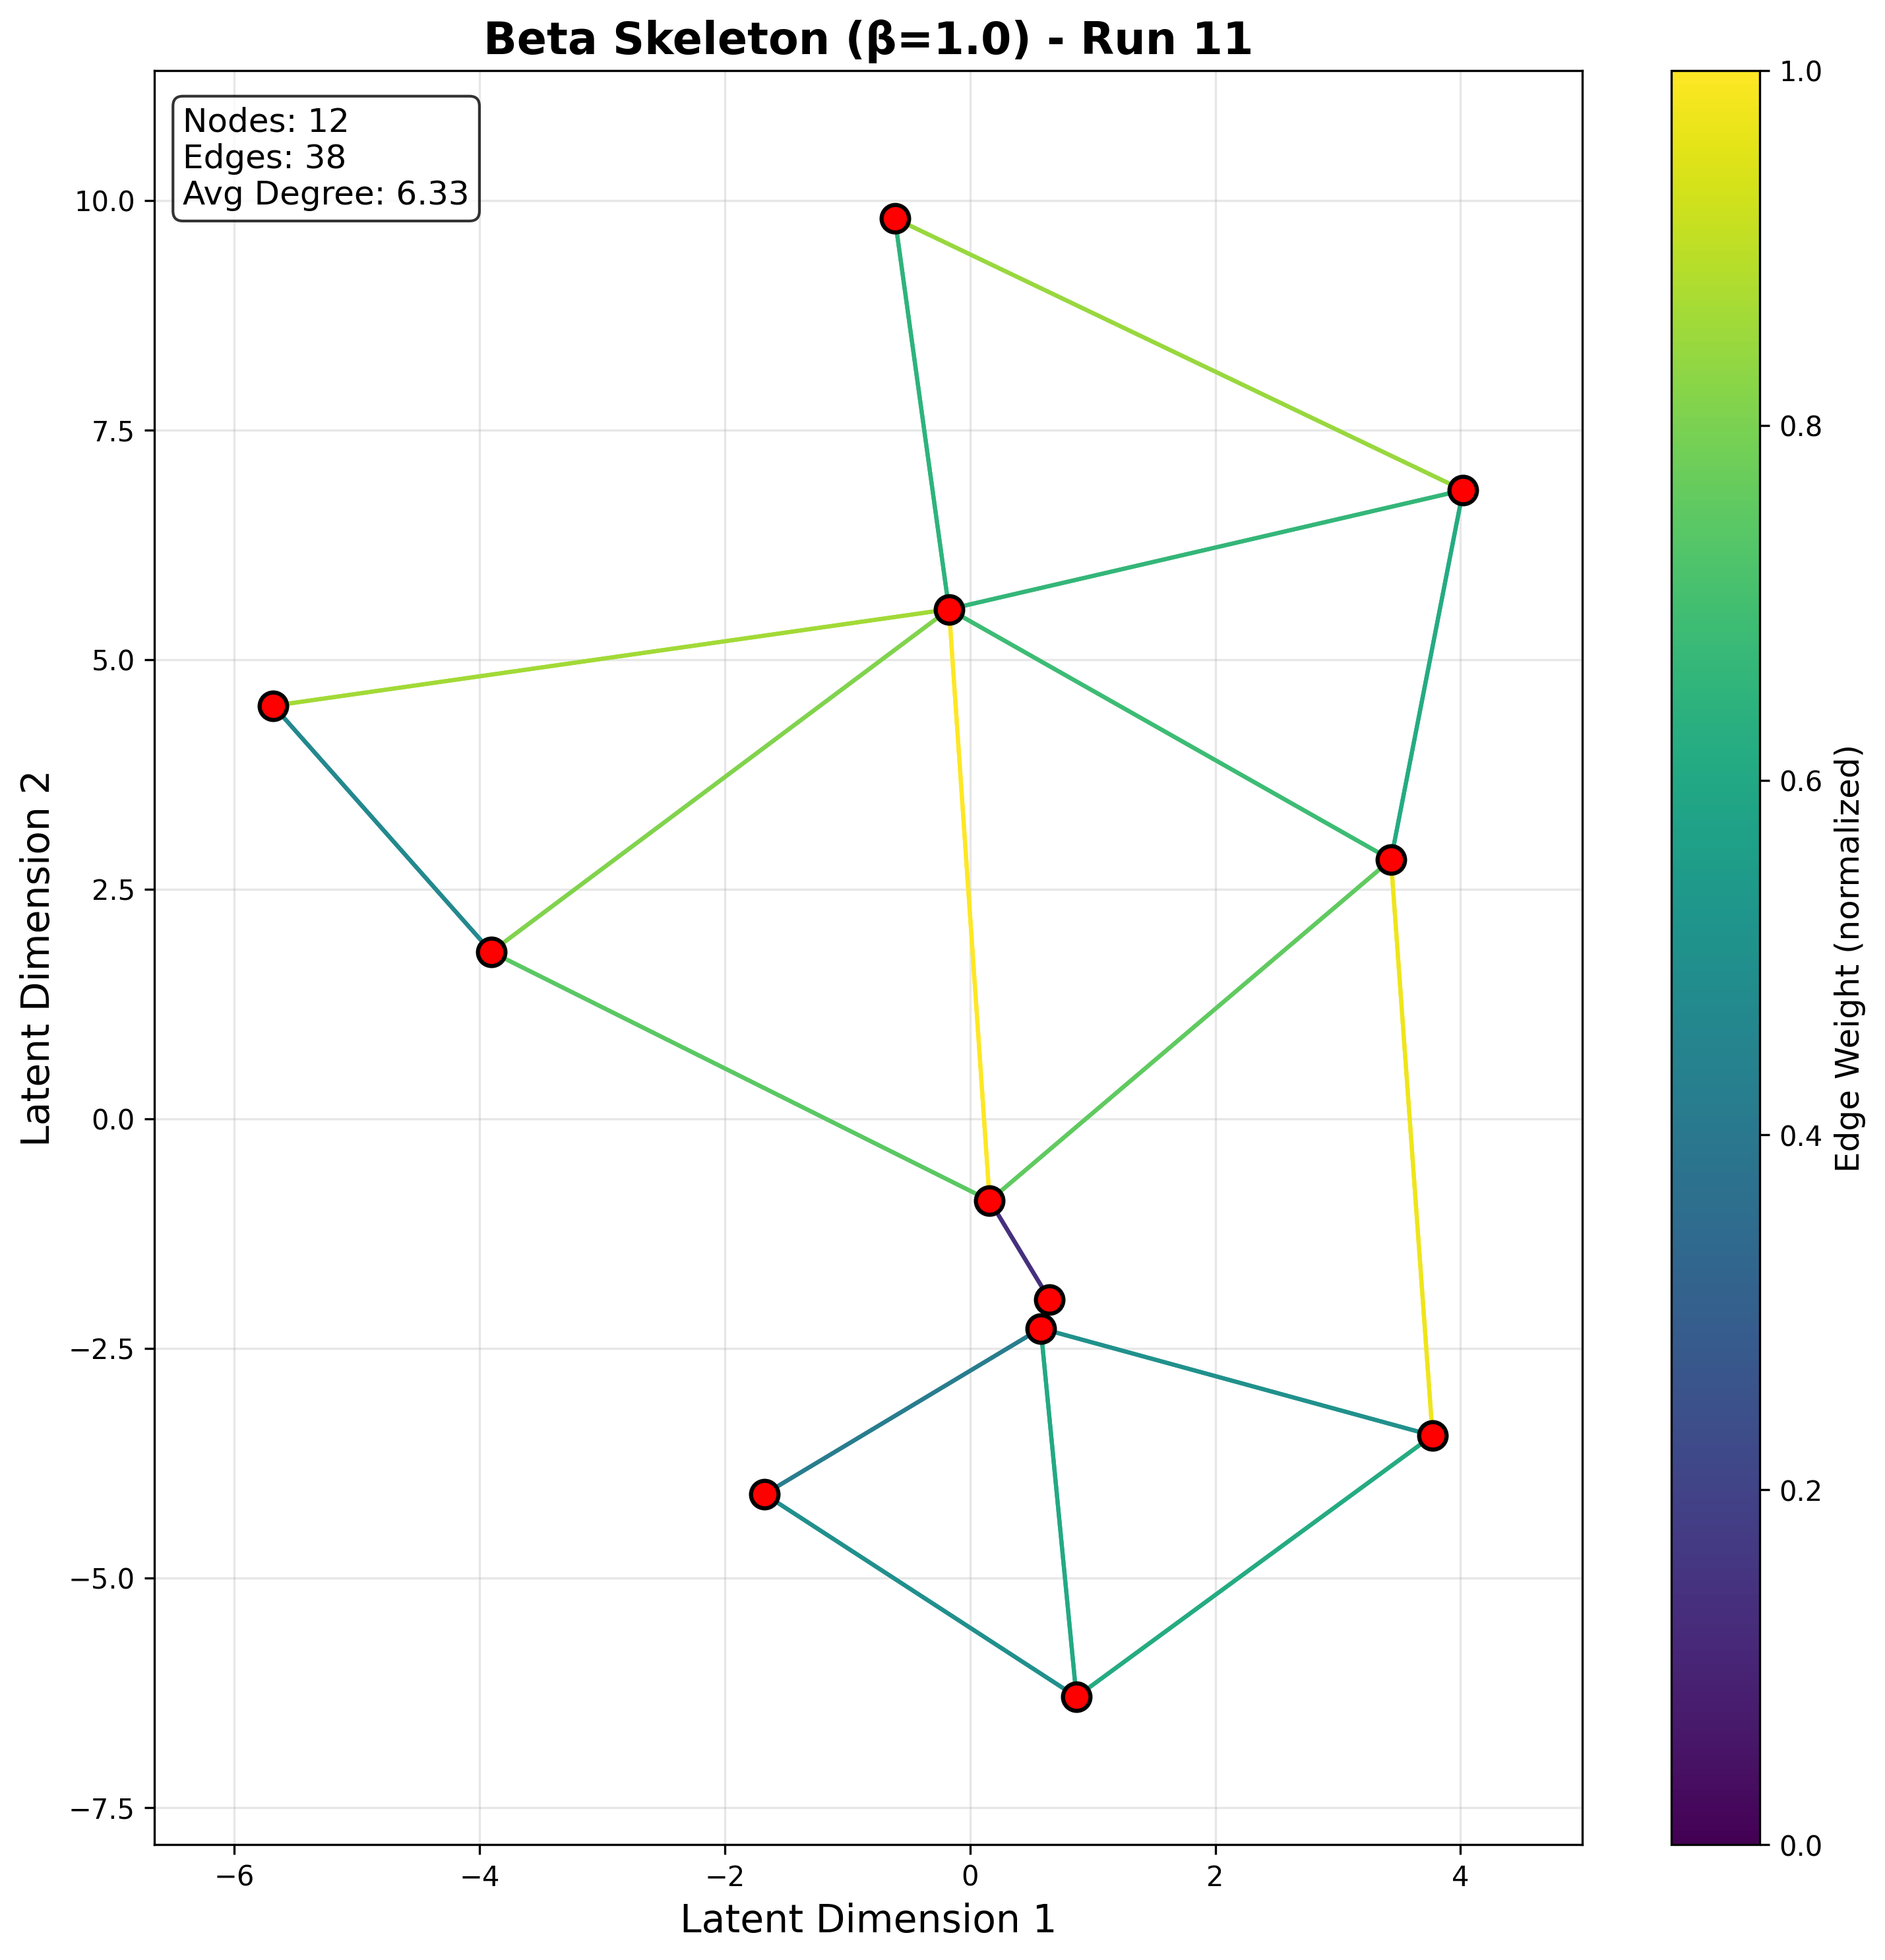 Beta Skeleton (β=1.0) - Run 11
Nodes: 12
Edges: 38
Avg Degree: 6.33
10.0
7.5
5.0
2.5
0.0
−2.5
−5.0
−7.5
Latent Dimension 2
−6
−4
−2
0
2
4
Latent Dimension 1
1.0
0.8
0.6
0.4
0.2
0.0
Edge Weight (normalized)